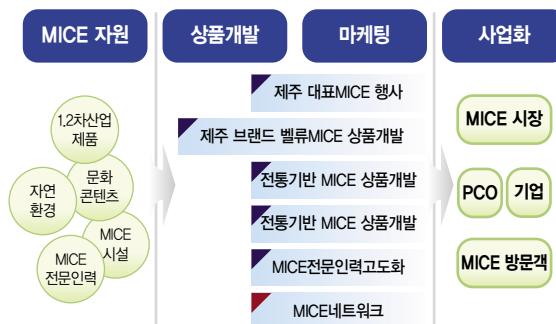 MICE 자원
상품개발
마케팅
사업화
1,2차산업
제품
자연
환경
문화
콘텐츠
MICE
시설
MICE
전문인력
제주 대표MICE 행사
제주 브랜드 벨류MICE 상품개발
전통기반 MICE 상품개발
전통기반 MICE 상품개발
MICE전문인력고도화
MICE네트워크
MICE 시장
PCO
기업
MICE 방문객